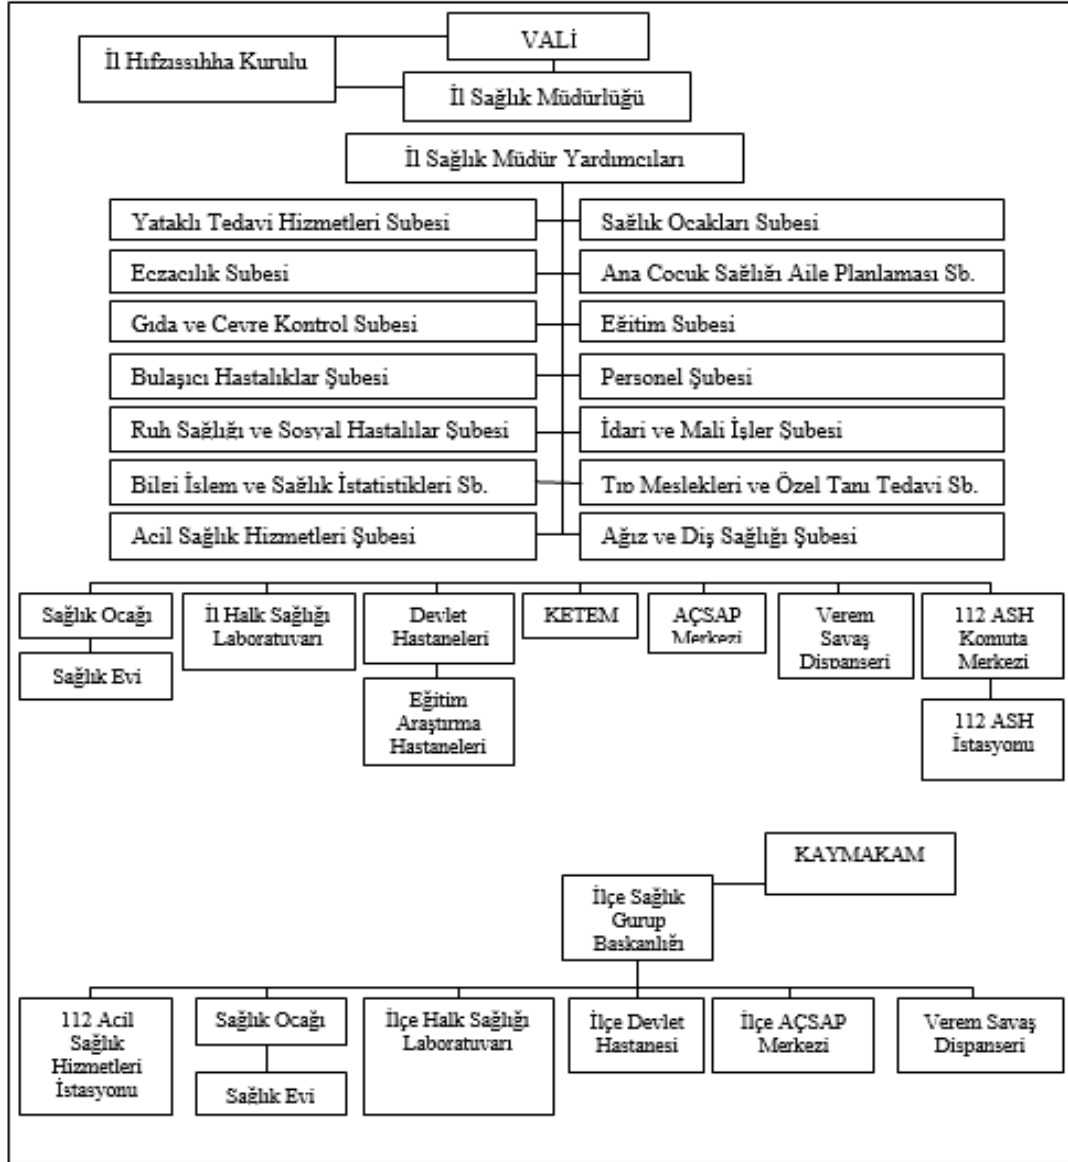 VALİ
İl Hıfzıssıhha Kurulu
İl Sağlık Müdürlüğü
İl Sağlık Müdür Yardımcıları
Yataklı Tedavi Hizmetleri Subesi
Sağlık Ocakları Subesi
Eczacılık Subesi
Ana Cocuk Sağlığı Aile Planlaması Sb.
Gıda ve Cevre Kontrol Subesi
Eğitim Subesi
Bulaşıcı Hastalıklar Şubesi
Personel Şubesi
Ruh Sağlığı ve Sosyal Hastalılar Şubesi
İdari ve Mali İşler Şubesi
Bilgi İslem ve Sağlık İstatistikleri Sb.
Tıp Meslekleri ve Özel Tanı Tedavi Sb.
Acil Sağlık Hizmetleri Şubesi
Ağız ve Diş Sağlığı Şubesi
Sağlık Ocağı
Sağlık Evi
İl Halk Sağlığı
Laboratuvarı
Devlet
Hastaneleri
Eğitim
Araştırma
Hastaneleri
KETEM
AÇSAP
Merkezi
Verem
Savaş
Dispanseri
112 ASH
Komuta
Merkezi
112 ASH
İstasyonu
KAYMAKAM
İlçe Sağlık
Gurup
Baskanlığı
112 Acil
Sağlık
Hizmetleri
İstasyonu
Sağlık Ocağı
Sağlık Evi
İlçe Halk Sağlığı
Laboratuvarı
İlçe Devlet
Hastanesi
İlçe AÇSAP
Merkezi
Verem Savaş
Dispanseri